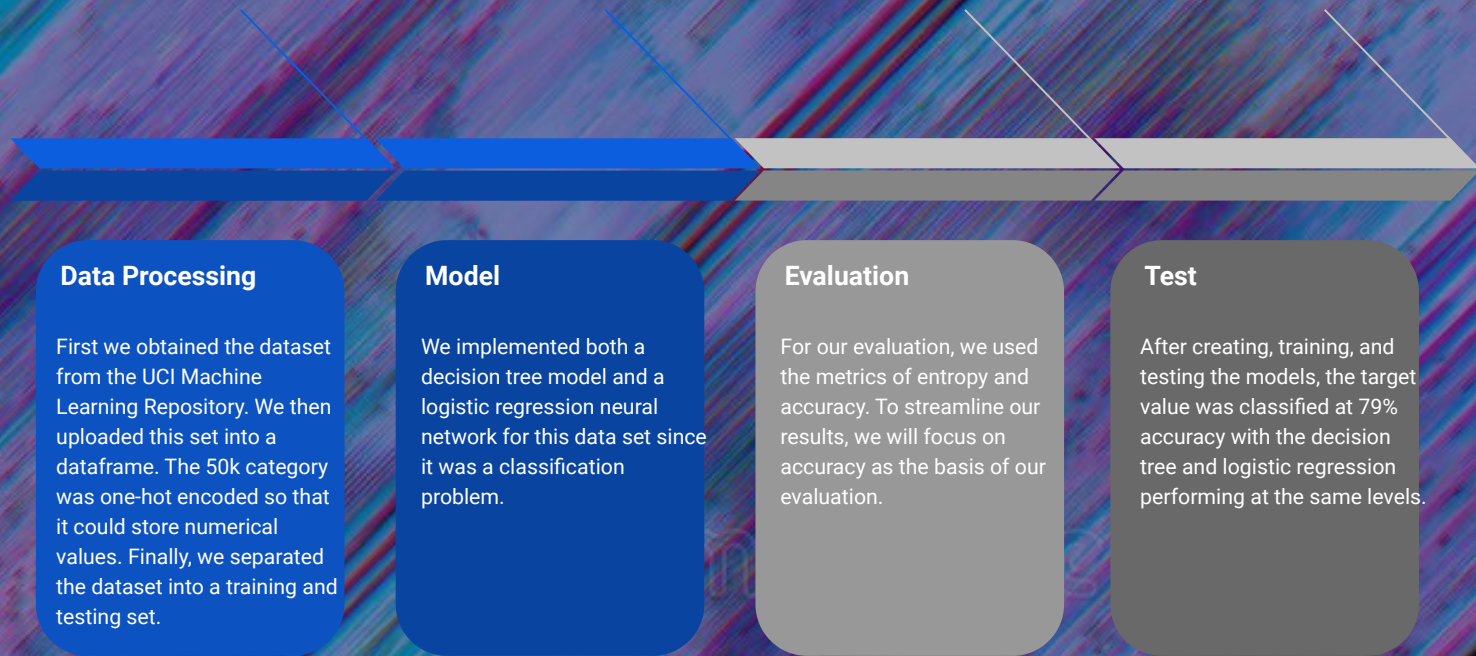 Data Processing
First we obtained the dataset
from the UCI Machine
Learning Repository. We then
uploaded this set into a
dataframe. The 50k category
was one-hot encoded so that
it could store numerical
values. Finally, we separated
the dataset into a training and
testing set.
Model
We implemented both a
decision tree model and a
logistic regression neural
network for this data set since
it was a classification
problem.
Evaluation
For our evaluation, we used
the metrics of entropy and
accuracy. To streamline our
results, we will focus on
accuracy as the basis of our
evaluation.
Test
After creating, training, and
testing the models, the target
value was classified at 79%
accuracy with the decision
tree and logistic regression
performing at the same levels.